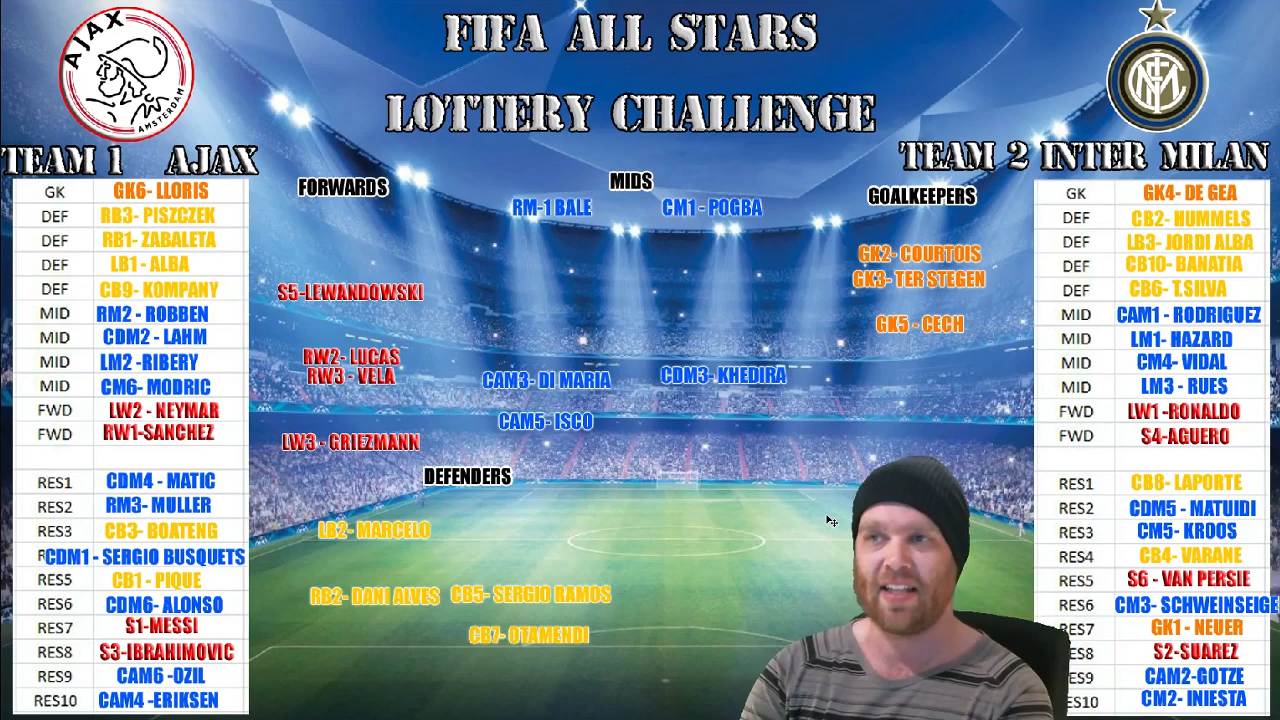 FIFA ALL STARS
LOTTERY CHALLENGE
AJAX
AMSTERDAM
TEAM 1 AJAX
GK GK6- LLORIS
DEF RB3- PISZCZEK
DEF RB1- ZABALETA
DEF LB1 - ALBA
DEF CB9- KOMPANY
MID RM2 - ROBBEN
MID CDM2 - LAHM
MID LM2 -RIBERY
MID CM6- MODRIC
FWD LW2 - NEYMAR
FWD RW1-SANCHEZ
RES1 CDM4 - MATIC
RES2 RM3- MULLER
RES3 CB3- BOATENG
R CDM1 - SERGIO BUSQUETS
RES5 CB1 - PIQUE
RES6 CDM6- ALONSO
RES7 S1-MESSI
RES8 S3-IBRAHIMOVIC
RES9 CAM6 -OZIL
RES10 CAM4 -ERIKSEN
FORWARDS
S5-LEWANDOWSKI
RW2- LUCAS
RW3 - VELA
LW3 - GRIEZMANN
MIDS
RM-1 BALE
CM1 - POGBA
CAM3- DI MARIA
CDM3- KHEDIRA
CAM5- ISCO
DEFENDERS
LB2- MARCELO
RB2- DANI ALVES
CB5- SERGIO RAMOS
CB7- OTAMENDI
GOALKEEPERS
GK2- COURTOIS
GK3- TER STEGEN
GK5 - CECH
TEAM 2 INTER MILAN
GK GK4- DE GEA
DEF CB2- HUMMELS
DEF LB3- JORDI ALBA
DEF CB10- BANATIA
DEF CB6- T.SILVA
MID CAM1 - RODRIGUEZ
MID LM1- HAZARD
MID CM4- VIDAL
MID LM3 - RUES
FWD LW1 -RONALDO
FWD S4-AGUERO
RES1 CB8- LAPORTE
RES2 CDM5 - MATUIDI
RES3 CM5- KROOS
RES4 CB4- VARANE
RES5 S6 - VAN PERSIE
RES6 CM3- SCHWEINSEIGE
RES7 GK1 - NEUER
ES8 S2-SUAREZ
ES9 CAM2-GOTZE
ES10 CM2- INIESTA